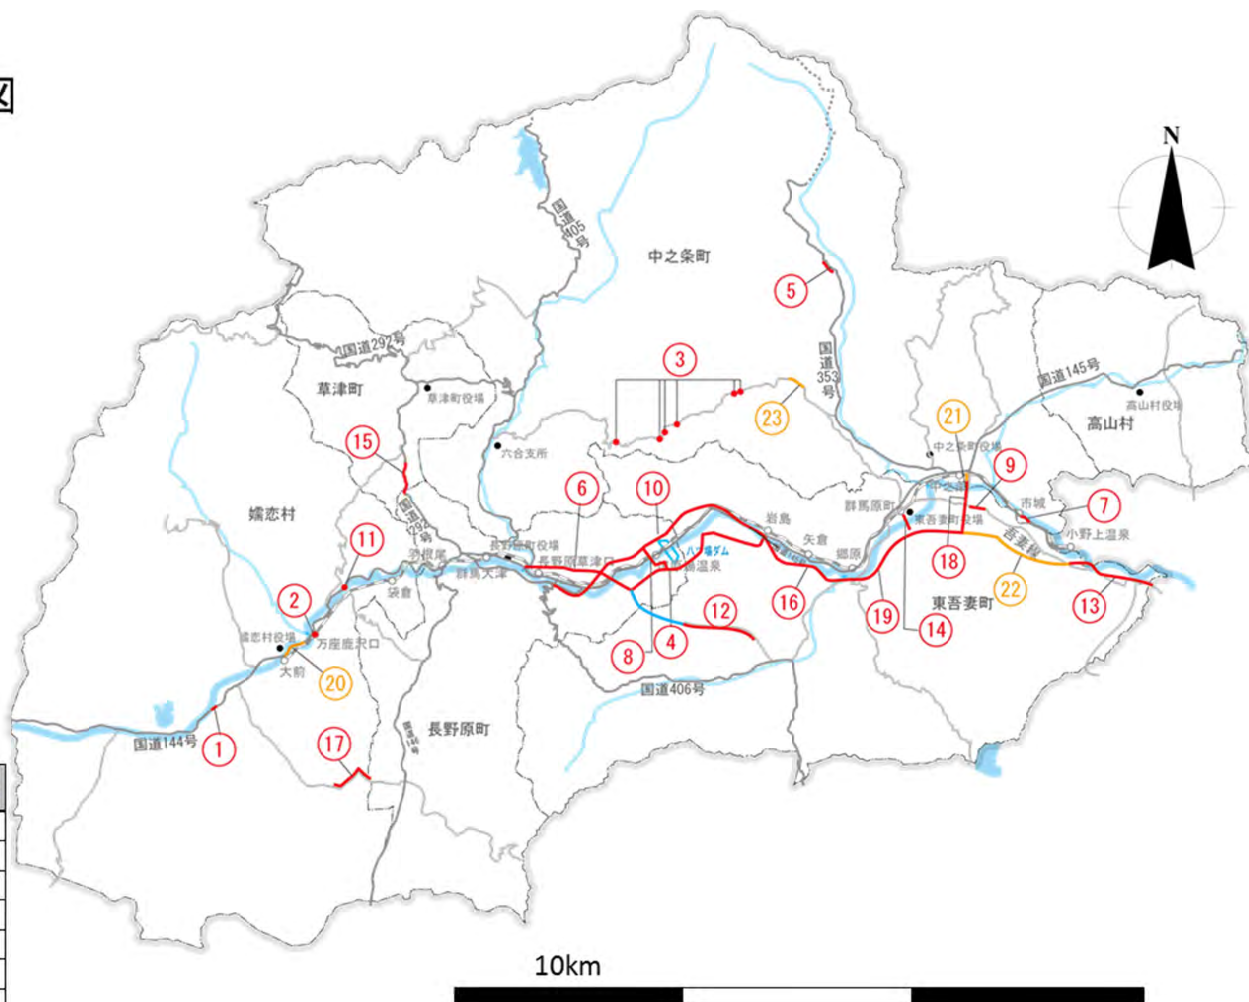 図
N
国道405号
中之条町
5
国道292号
3
国道353号
国道145号
草津町
草津町役場
高山村役場
高山村
23
21
中之条町役場
15
六合支所
9
6
10
市城
7
群馬原町
東吾妻町役場
嬬恋村
国道292号
岩島
小野上温泉
11
羽根尾
長野原町役場
長野原草津口
八ッ場ダム
矢倉
吾妻線
18
群馬大津
郷原
22
2
袋倉
12
16
19
東吾妻町
13
14
嬬恋村役場
万座鹿沢口
8
4
大前
20
国道406号
長野原町
国道144号
1
17
10km